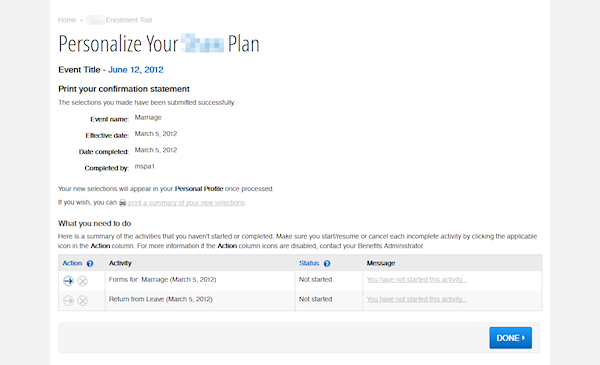 Home » Enrollment Tool
Personalize Your Plan
Event Title - June 12, 2012
Print your confirmation statement
The selections you made have been submitted successfully.
Event name: Marriage
Effective date: March 5, 2012
Date completed: March 5, 2012
Completed by: mspa1
Your new selections will appear in your Personal Profile once processed.
If you wish, you can print a summary of your new selections.
What you need to do
Here is a summary of the activities that you haven't started or completed. Make sure you start/resume or cancel each incomplete activity by clicking the applicable
icon in the Action column. For more information if the Action column icons are disabled, contact your Benefits Administrator.
Action ? Activity Status ? Message
Forms for: Marriage (March 5, 2012) Not started You have not started this activity...
Return from Leave (March 5, 2012) Not started You have not started this activity...
DONE